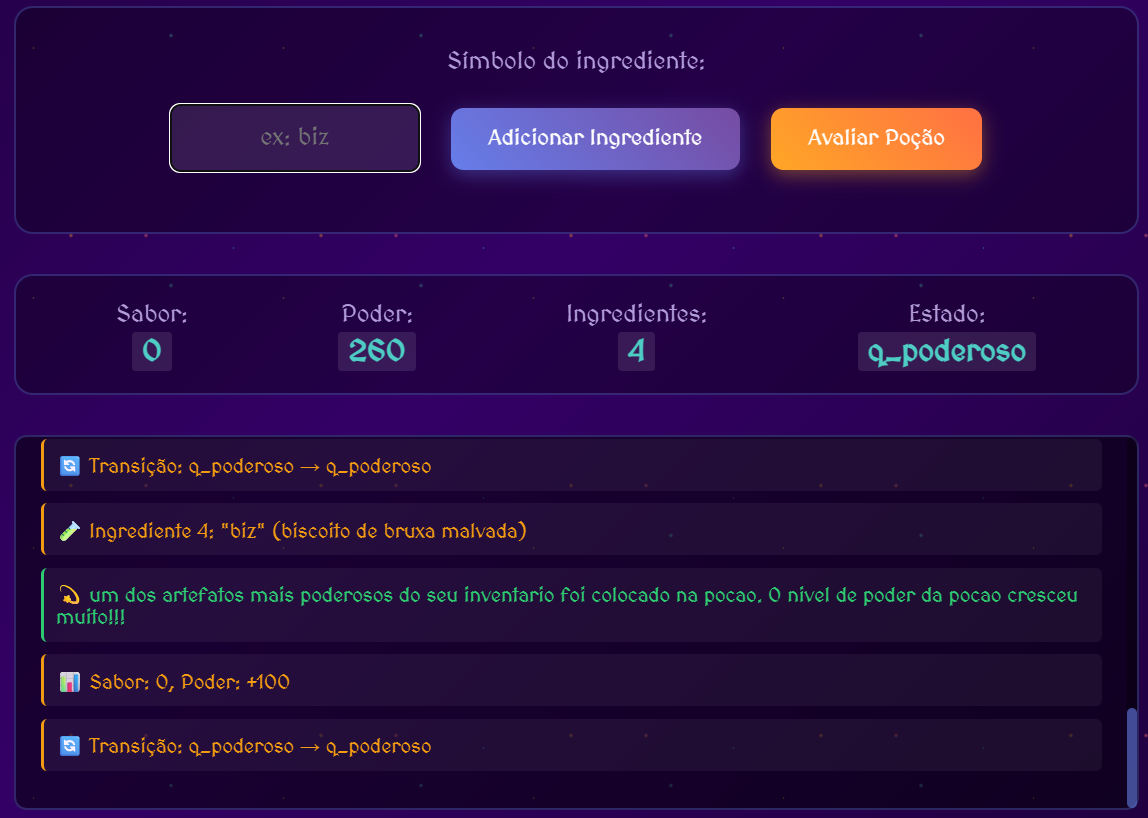 Símbolo do ingrediente:
ex: biz
Adicionar Ingrediente
Avaliar Poção
Sabor:
Poder:
Ingredientes:
Estado:
0
260
4
q_poderoso
Transição: q_poderoso → q_poderoso
Ingrediente 4: "biz" (biscoito de bruxa malvada)
um dos artefatos mais poderosos do seu inventario foi colocado na pocao. O nivel de poder da pocao cresceu
muito!!!
Sabor: 0, Poder: +100
Transição: q_poderoso → q_poderoso